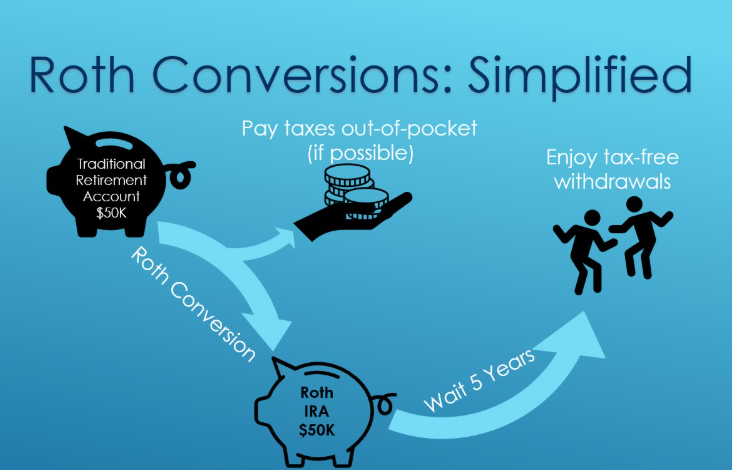 Roth Conversions: Simplified
Pay taxes out-of-pocket
(if possible)
Enjoy tax-free
withdrawals
Traditional
Retirement
Account
$50K
Roth Conversion
Roth
IRA
$50K
Wait 5 Years